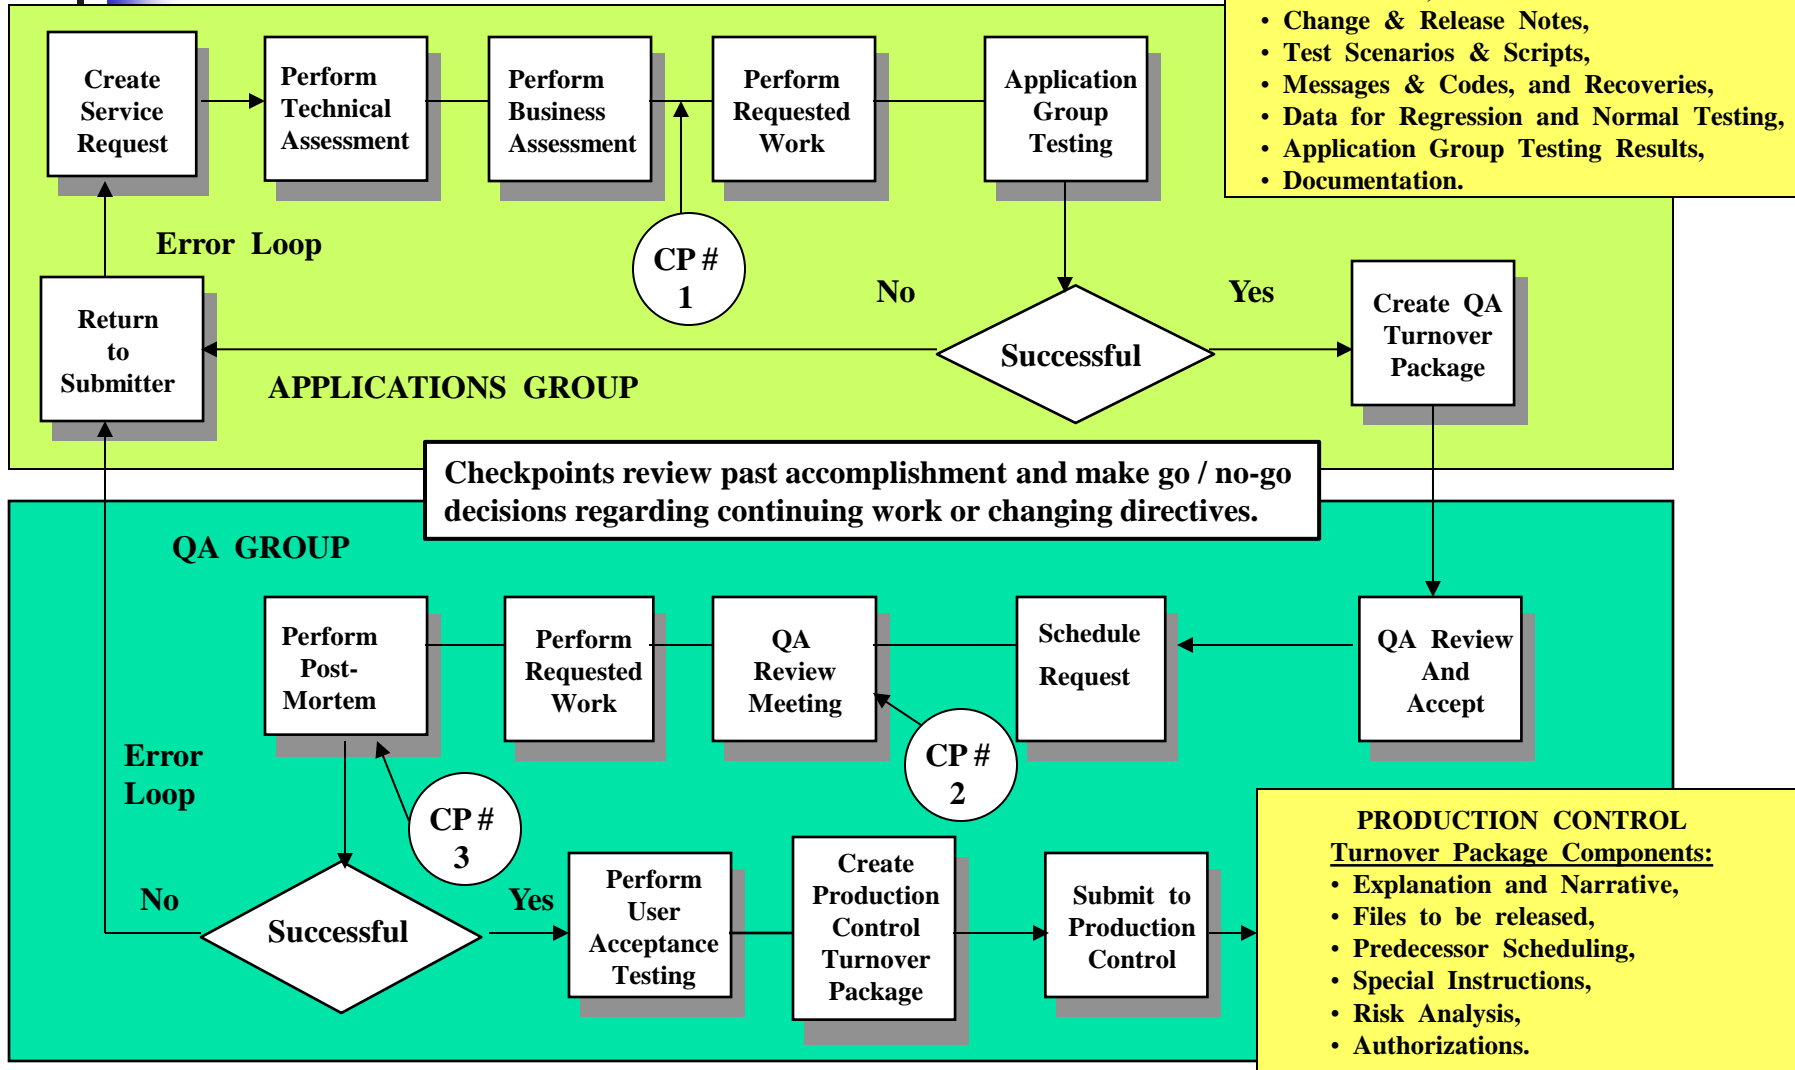 • Change & Release Notes,
• Test Scenarios & Scripts,
• Messages & Codes, and Recoveries,
• Data for Regression and Normal Testing,
• Application Group Testing Results,
• Documentation.
Create
Service
Request
Perform
Technical
Assessment
Perform
Business
Assessment
Perform
Requested
Work
Application
Group
Testing
Error Loop
CP #
1
No
Yes
Return
to
Submitter
Successful
Create QA
Turnover
Package
APPLICATIONS GROUP
Checkpoints review past accomplishment and make go / no-go
decisions regarding continuing work or changing directives.
QA GROUP
Perform
Post-
Mortem
Perform
Requested
Work
QA
Review
Meeting
Schedule
Request
QA Review
And
Accept
Error
Loop
CP #
3
CP #
2
No
Successful
Yes
Perform
User
Acceptance
Testing
Create
Production
Control
Turnover
Package
Submit to
Production
Control
PRODUCTION CONTROL
Turnover Package Components:
• Explanation and Narrative,
• Files to be released,
• Predecessor Scheduling,
• Special Instructions,
• Risk Analysis,
• Authorizations.